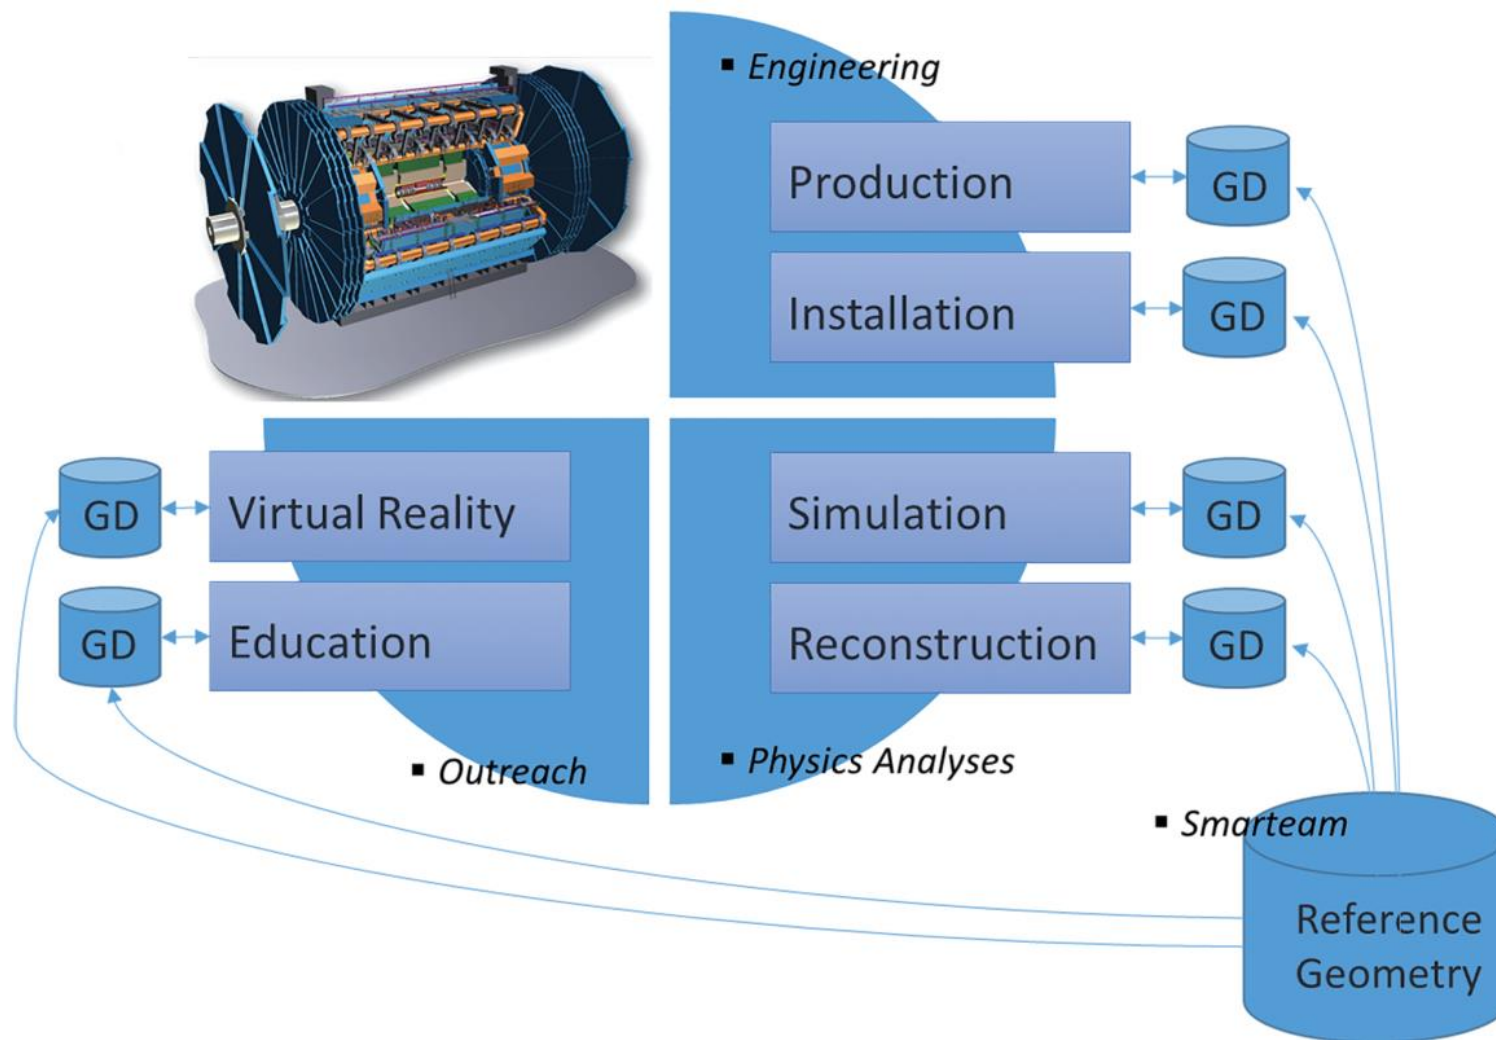 ▪ Engineering
Production
GD
Installation
GD
GD
Virtual Reality
Simulation
GD
GD
Education
Reconstruction
GD
▪ Outreach
▪ Physics Analyses
▪ Smarteam
Reference
Geometry